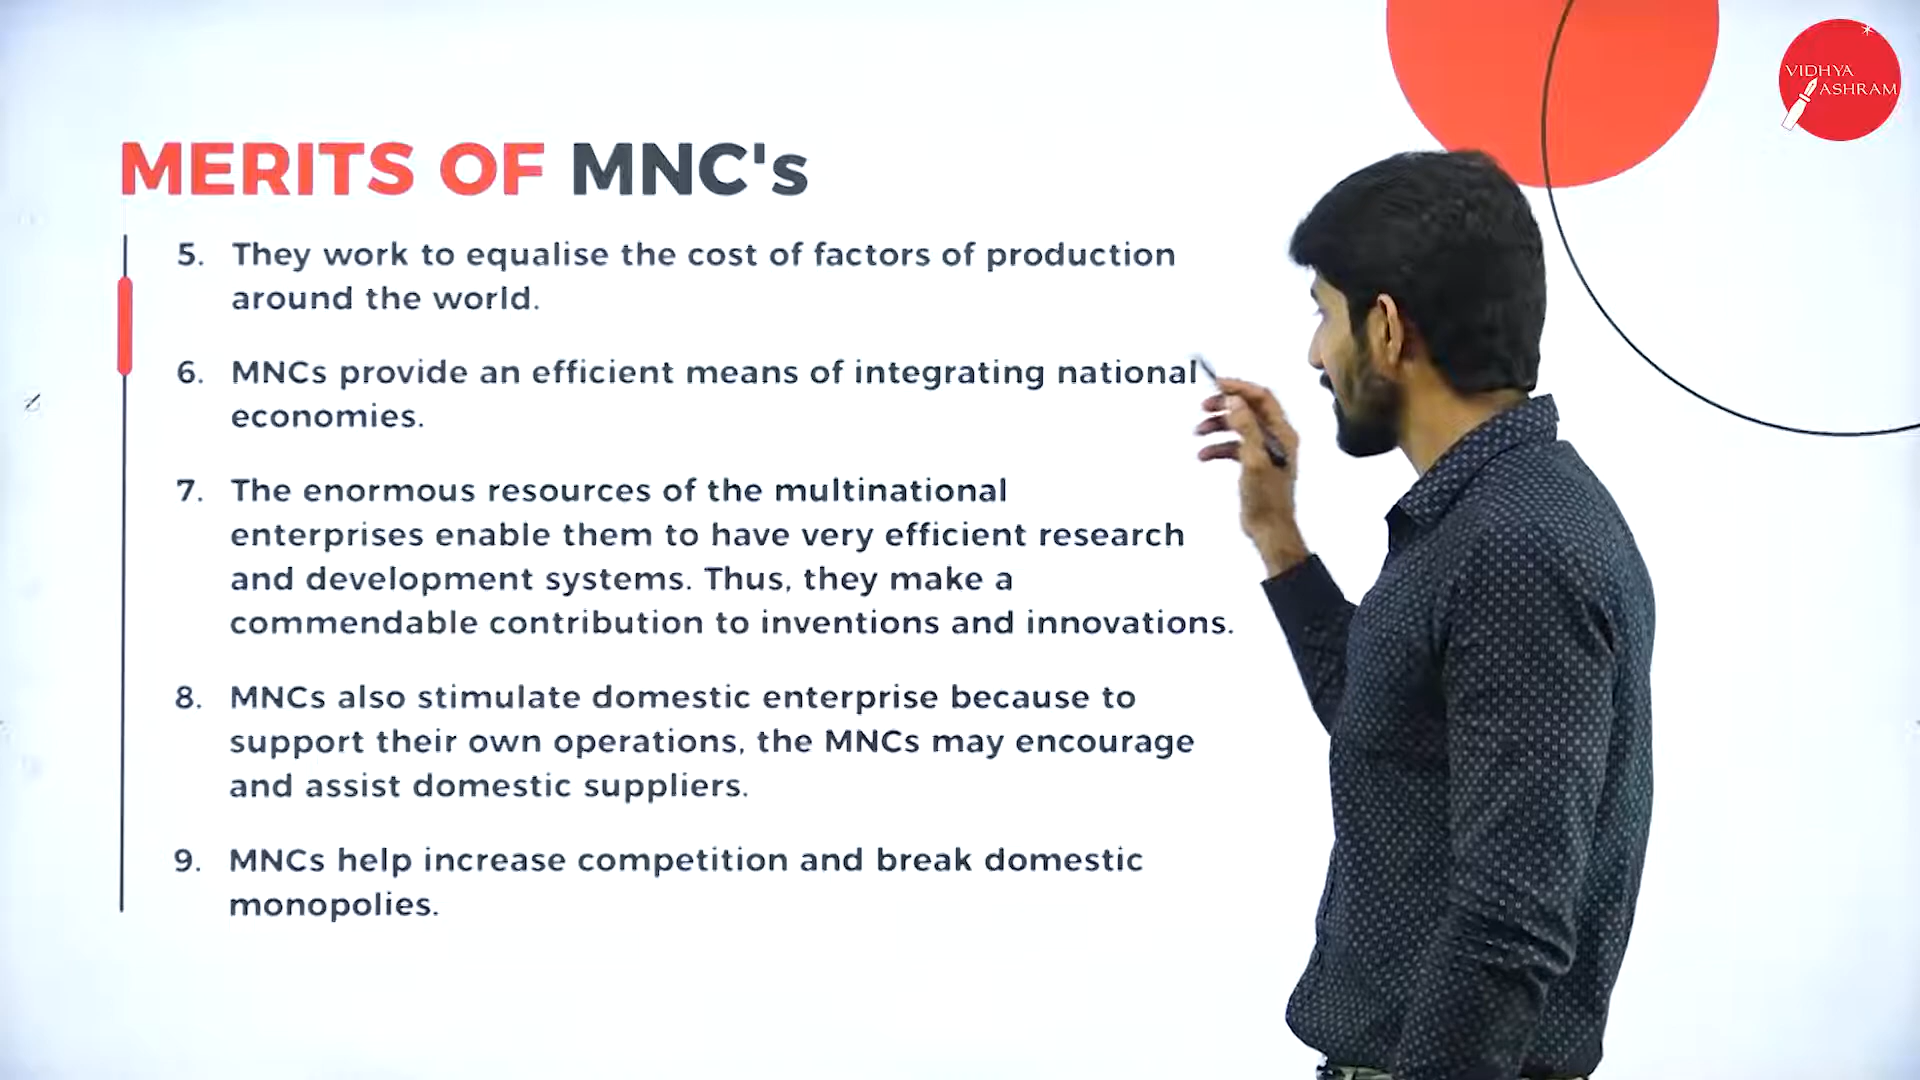 VIDHYA
ASHRAM
MERITS OF MNC's
5. They work to equalise the cost of factors of production
around the world.
6. MNCs provide an efficient means of integrating national
economies.
7. The enormous resources of the multinational
enterprises enable them to have very efficient research
and development systems. Thus, they make a
commendable contribution to inventions and innovations.
8. MNCs also stimulate domestic enterprise because to
support their own operations, the MNCs may encourage
and assist domestic suppliers.
9. MNCs help increase competition and break domestic
monopolies.